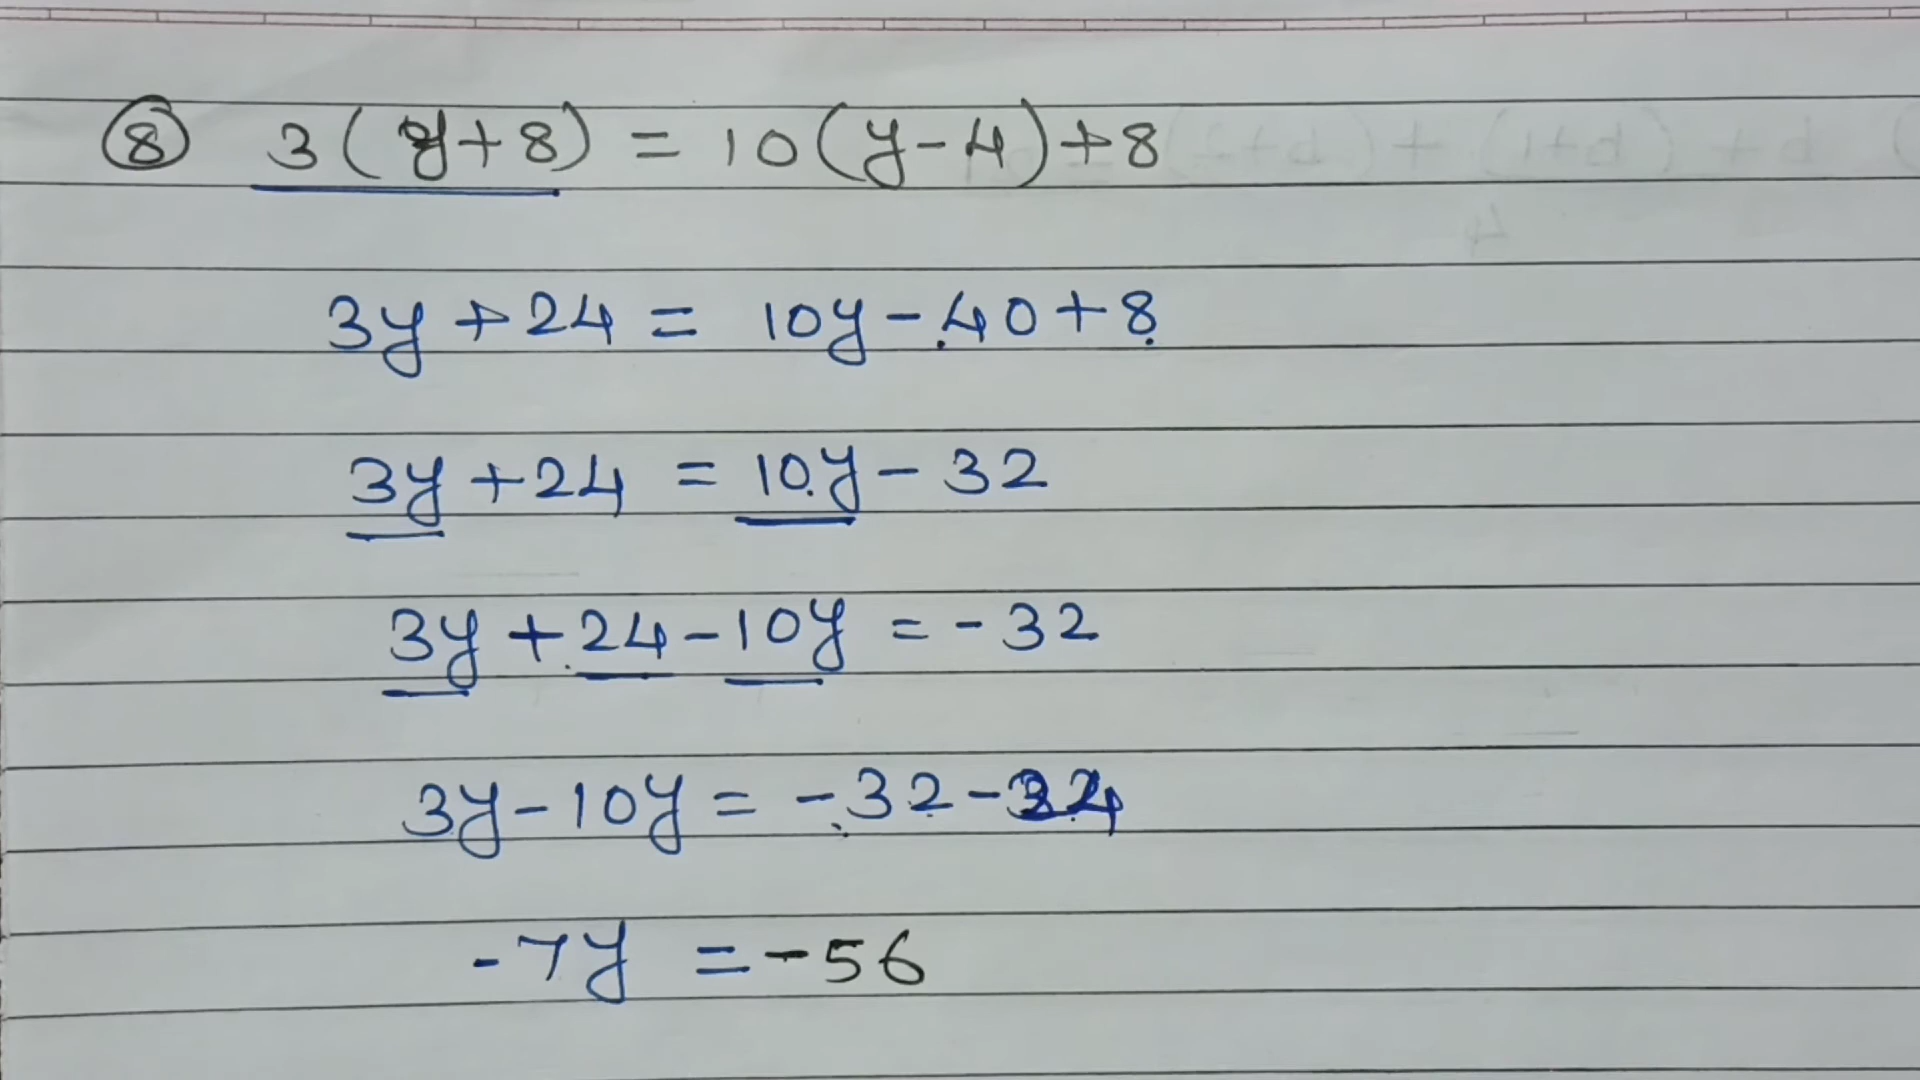 ⑧ 3(y+8) = 10(y-4)+8
3y+24 = 10y-40+8
3y+24 = 10y-32
3y+24-10y = -32
3y-10y = -32-24
-7y = -56